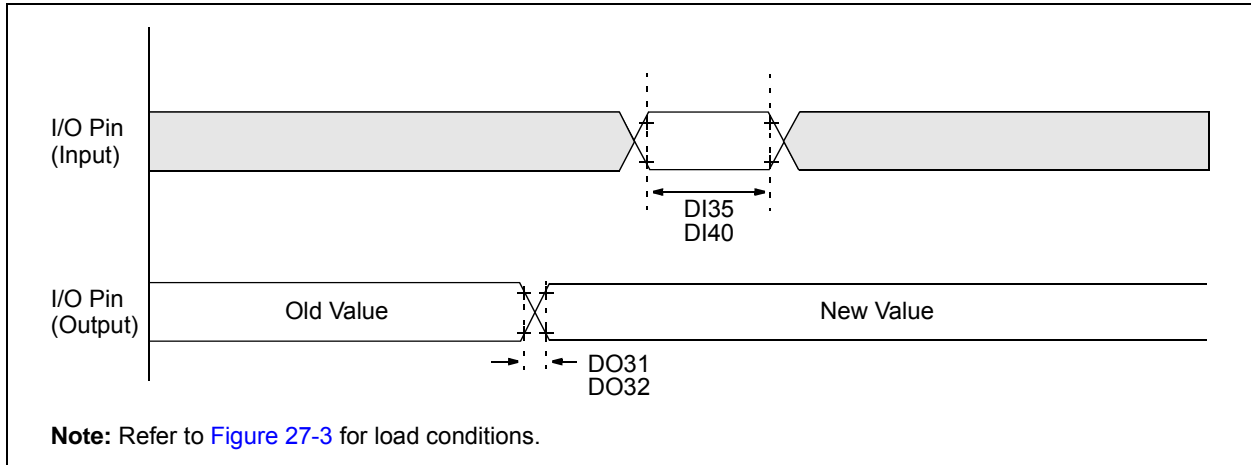 I/O Pin
(Input)
DI35
DI40
I/O Pin
(Output)
Old Value
New Value
DO31
DO32
Note: Refer to Figure 27-3 for load conditions.